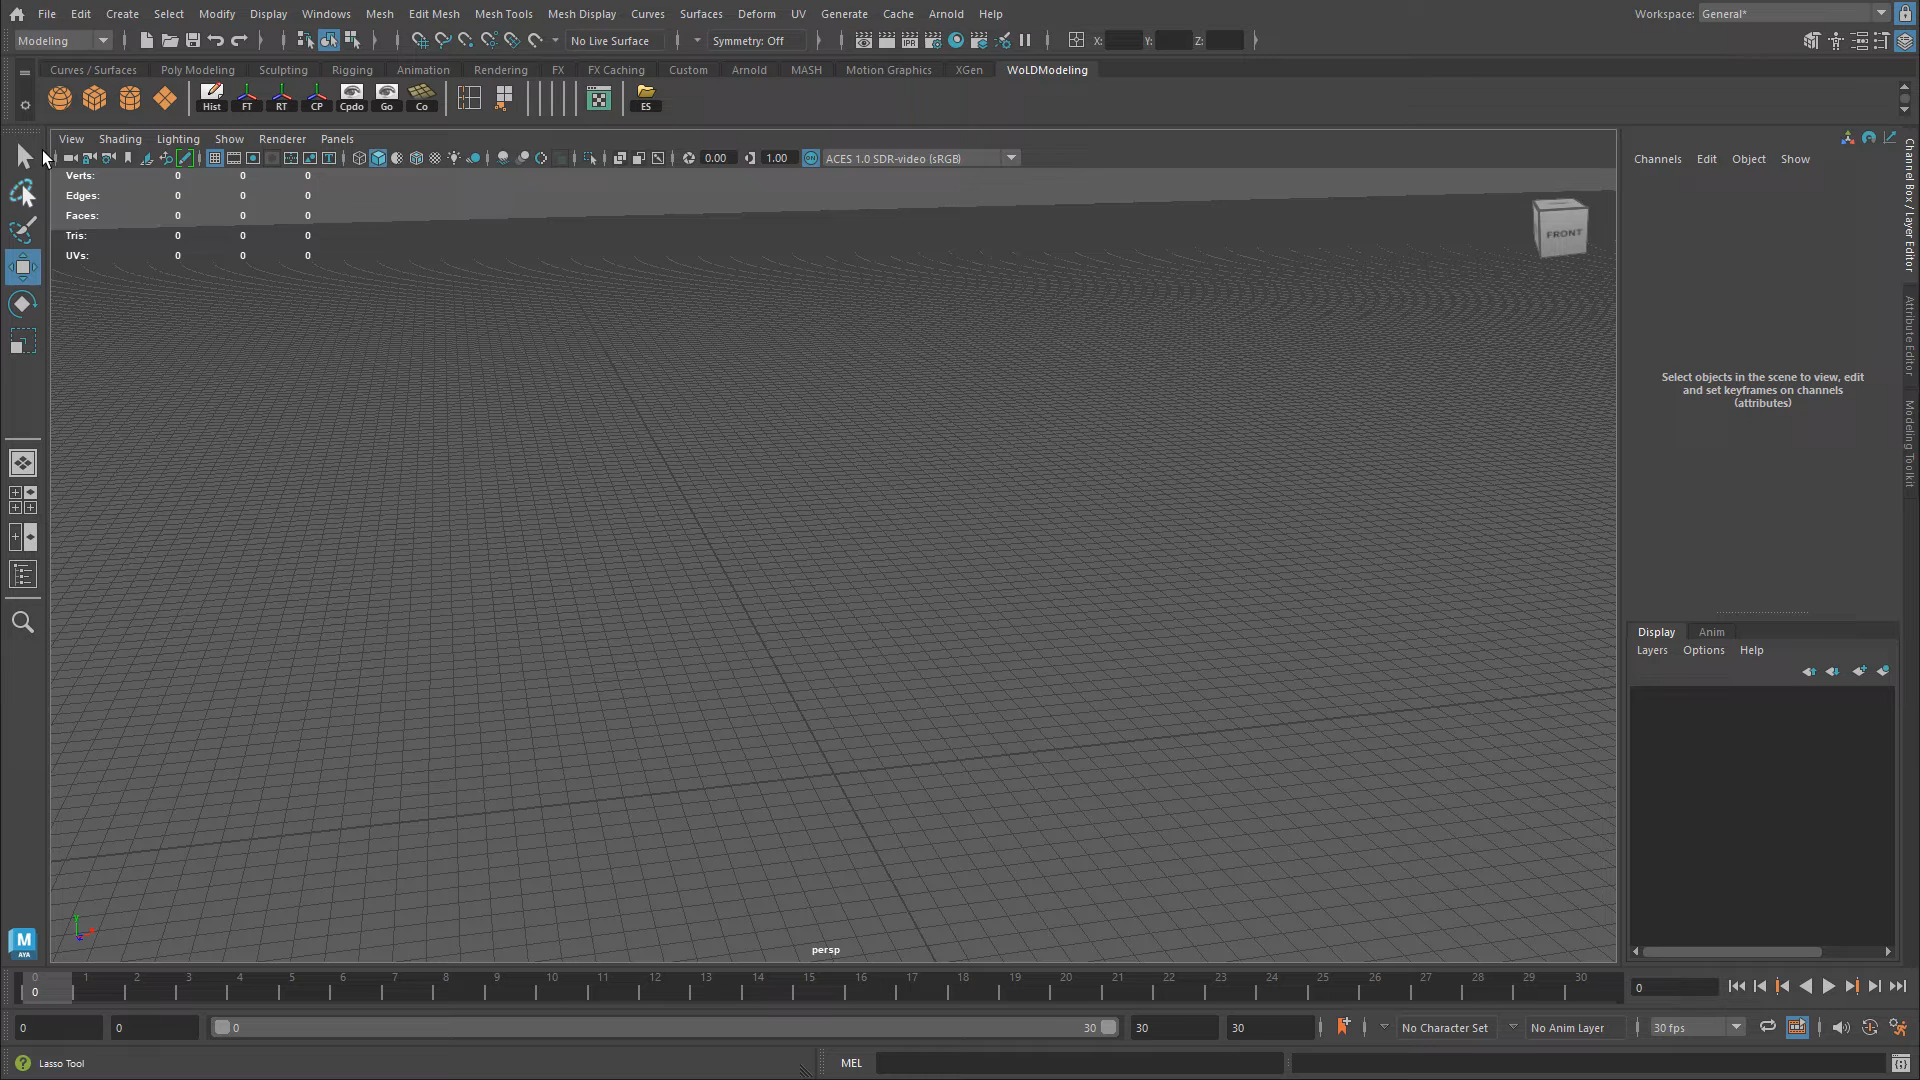 File Edit Create Select Modify Display Windows Mesh Edit Mesh Mesh Tools Mesh Display Curves Surfaces Deform UV Generate Cache Arnold Help Workspace: General*
Modeling No Live Surface Symmetry: Off X: Y: Z:
Curves / Surfaces Poly Modeling Sculpting Rigging Animation Rendering FX FX Caching Custom Arnold MASH Motion Graphics XGen WoLDModeling
Hist FT RT CP Cpdo Go Co ES
View Shading Lighting Show Renderer Panels
0.00 1.00 ON ACES 1.0 SDR-video (sRGB)
Verts: 0 0 0
Edges: 0 0 0
Faces: 0 0 0
Tris: 0 0 0
UVs: 0 0 0
FRONT
persp
Channels Edit Object Show
Select objects in the scene to view, edit
and set keyframes on channels
(attributes)
Channel Box / Layer Editor
Attribute Editor
Modeling Toolkit
Display Anim
Layers Options Help
M
AYA
0 1 2 3 4 5 6 7 8 9 10 11 12 13 14 15 16 17 18 19 20 21 22 23 24 25 26 27 28 29 30
0 0
0 0 0 30 30 30 No Character Set No Anim Layer 30 fps
Lasso Tool MEL